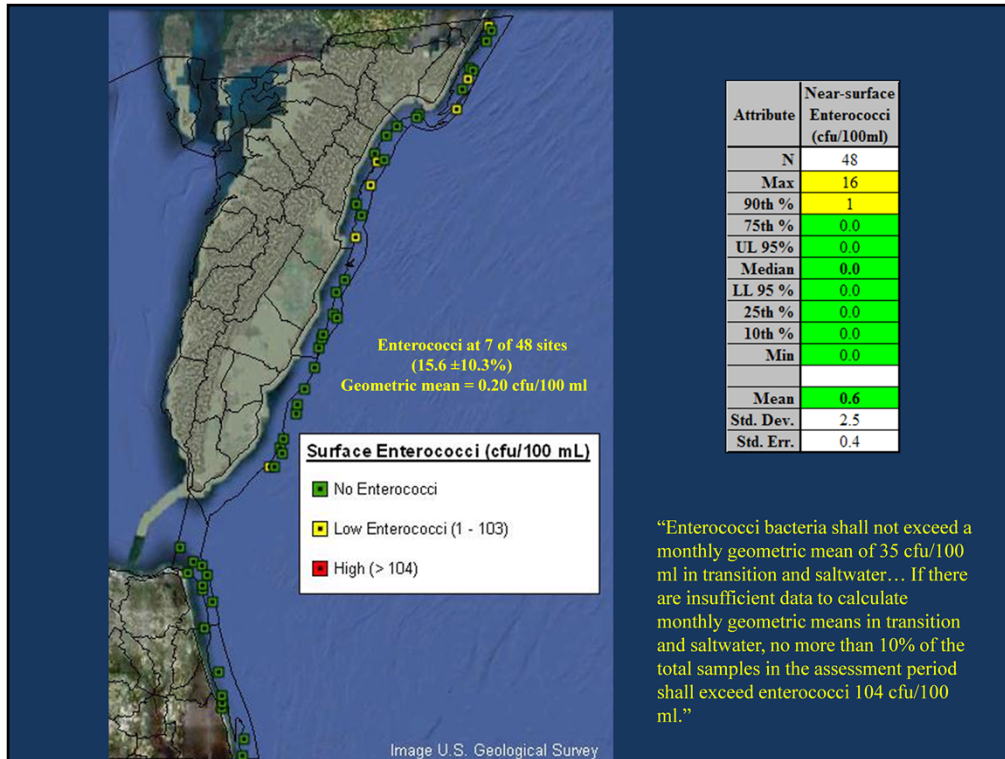 Enterococci at 7 of 48 sites
(15.6 ±10.3%)
Geometric mean = 0.20 cfu/100 ml
Surface Enterococci (cfu/100 mL)
No Enterococci
Low Enterococci (1 - 103)
High (> 104)
Image U.S. Geological Survey
Attribute Near-surface Enterococci (cfu/100ml)
N 48
Max 16
90th % 1
75th % 0.0
UL 95% 0.0
Median 0.0
LL 95 % 0.0
25th % 0.0
10th % 0.0
Min 0.0
Mean 0.6
Std. Dev. 2.5
Std. Err. 0.4
“Enterococci bacteria shall not exceed a
monthly geometric mean of 35 cfu/100
ml in transition and saltwater… If there
are insufficient data to calculate
monthly geometric means in transition
and saltwater, no more than 10% of the
total samples in the assessment period
shall exceed enterococci 104 cfu/100
ml.”